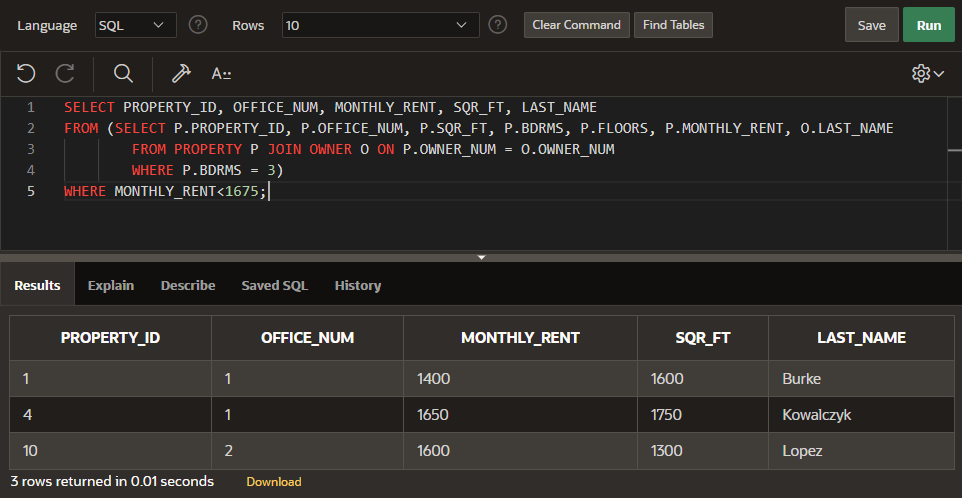 Language SQL ? Rows 10 ? Clear Command Find Tables Save Run
A
1 SELECT PROPERTY_ID, OFFICE_NUM, MONTHLY_RENT, SQR_FT, LAST_NAME
2 FROM (SELECT P.PROPERTY_ID, P.OFFICE_NUM, P.SQR_FT, P.BDRMS, P.FLOORS, P.MONTHLY_RENT, O.LAST_NAME
3 FROM PROPERTY P JOIN OWNER O ON P.OWNER_NUM = O.OWNER_NUM
4 WHERE P.BDRMS = 3)
5 WHERE MONTHLY_RENT<1675;
Results Explain Describe Saved SQL History
PROPERTY_ID OFFICE_NUM MONTHLY_RENT SQR_FT LAST_NAME
1 1 1400 1600 Burke
4 1 1650 1750 Kowalczyk
10 2 1600 1300 Lopez
3 rows returned in 0.01 seconds Download